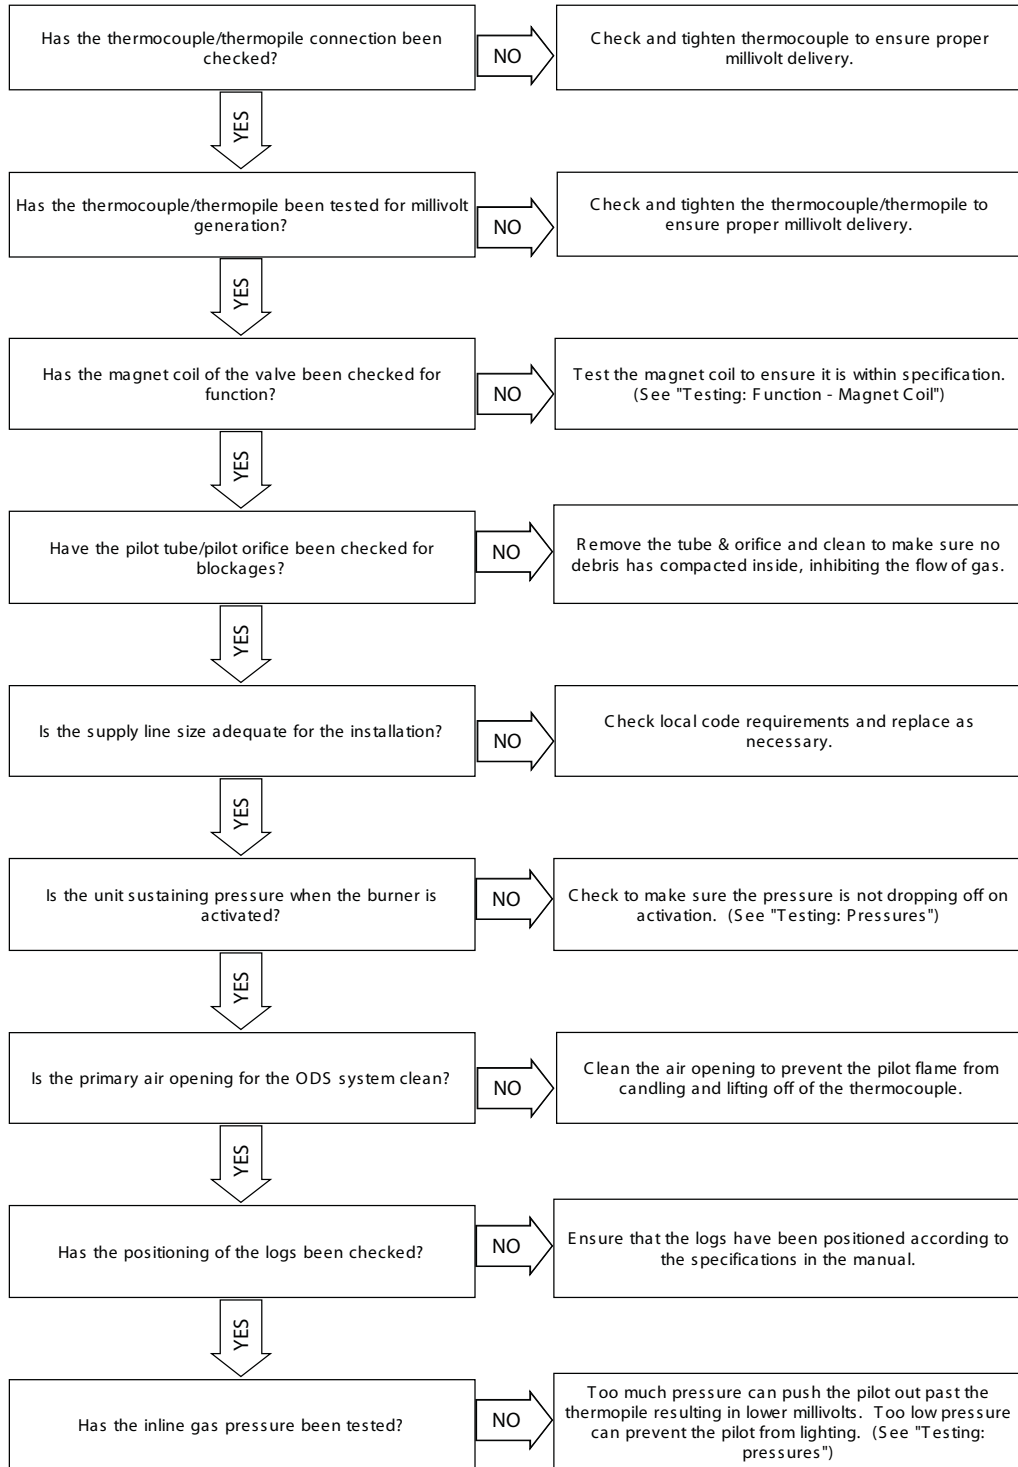 Has the thermocouple/thermopile connection been
checked?
NO
Check and tighten thermocouple to ensure proper
millivolt delivery.
YES
Has the thermocouple/thermopile been tested for millivolt
generation?
NO
Check and tighten the thermocouple/thermopile to
ensure proper millivolt delivery.
YES
Has the magnet coil of the valve been checked for
function?
NO
Test the magnet coil to ensure it is within specification.
(See "Testing: Function - Magnet Coil")
YES
Have the pilot tube/pilot orifice been checked for
blockages?
NO
Remove the tube & orifice and clean to make sure no
debris has compacted inside, inhibiting the flow of gas.
YES
Is the supply line size adequate for the installation?
NO
Check local code requirements and replace as
necessary.
YES
Is the unit sustaining pressure when the burner is
activated?
NO
Check to make sure the pressure is not dropping off on
activation. (See "Testing: Pressures")
YES
Is the primary air opening for the ODS system clean?
NO
Clean the air opening to prevent the pilot flame from
candling and lifting off of the thermocouple.
YES
Has the positioning of the logs been checked?
NO
Ensure that the logs have been positioned according to
the specifications in the manual.
YES
Has the inline gas pressure been tested?
NO
Too much pressure can push the pilot out past the
thermopile resulting in lower millivolts. Too low pressure
can prevent the pilot from lighting. (See "Testing:
pressures")